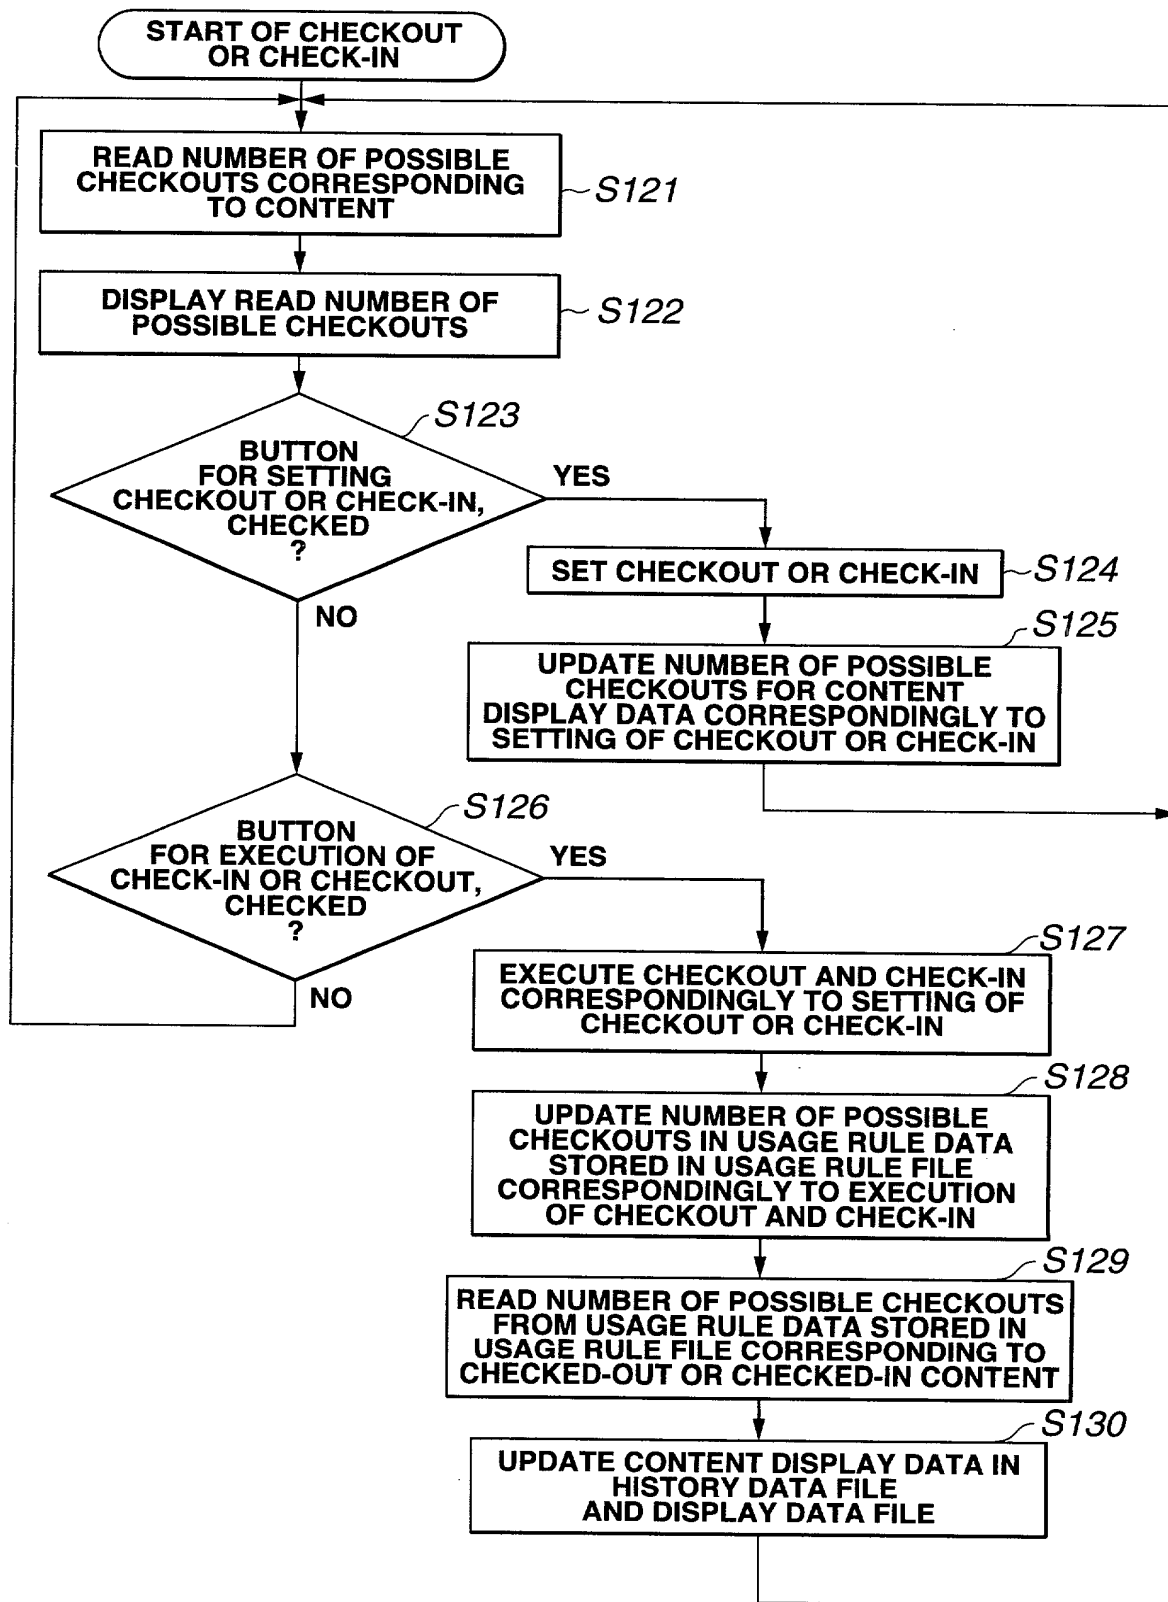 START OF CHECKOUT
OR CHECK-IN
READ NUMBER OF POSSIBLE
CHECKOUTS CORRESPONDING
TO CONTENT
S121
DISPLAY READ NUMBER OF
POSSIBLE CHECKOUTS
S122
S123
BUTTON
FOR SETTING
CHECKOUT OR CHECK-IN,
CHECKED
?
YES
NO
SET CHECKOUT OR CHECK-IN
S124
S125
UPDATE NUMBER OF POSSIBLE
CHECKOUTS FOR CONTENT
DISPLAY DATA CORRESPONDINGLY TO
SETTING OF CHECKOUT OR CHECK-IN
S126
BUTTON
FOR EXECUTION OF
CHECK-IN OR CHECKOUT,
CHECKED
?
YES
NO
S127
EXECUTE CHECKOUT AND CHECK-IN
CORRESPONDINGLY TO SETTING OF
CHECKOUT OR CHECK-IN
S128
UPDATE NUMBER OF POSSIBLE
CHECKOUTS IN USAGE RULE DATA
STORED IN USAGE RULE FILE
CORRESPONDINGLY TO EXECUTION
OF CHECKOUT AND CHECK-IN
S129
READ NUMBER OF POSSIBLE CHECKOUTS
FROM USAGE RULE DATA STORED IN
USAGE RULE FILE CORRESPONDING TO
CHECKED-OUT OR CHECKED-IN CONTENT
S130
UPDATE CONTENT DISPLAY DATA IN
HISTORY DATA FILE
AND DISPLAY DATA FILE